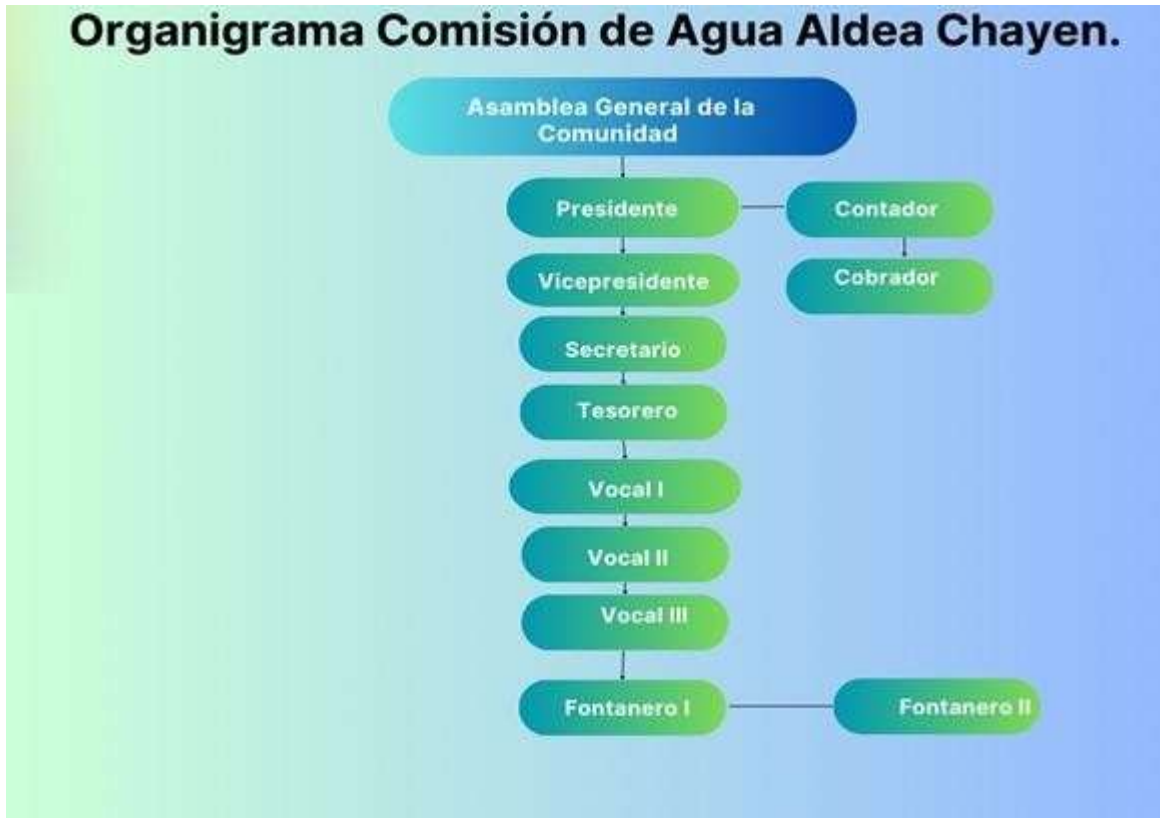 Organigrama Comisión de Agua Aldea Chayen.
Asamblea General de la
Comunidad
Presidente
Contador
Vicepresidente
Cobrador
Secretario
Tesorero
Vocal I
Vocal II
Vocal III
Fontanero I
Fontanero II